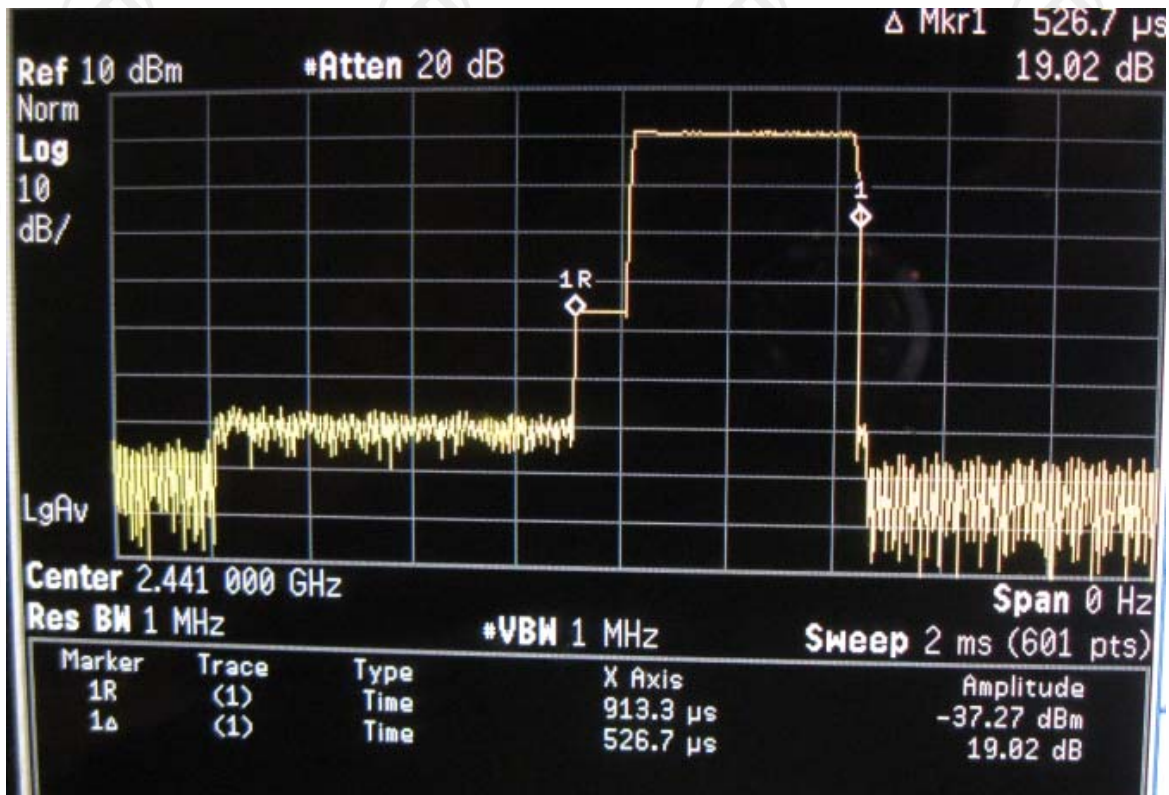 Δ Mkr1 526.7 µs
Ref 10 dBm #Atten 20 dB 19.02 dB
Norm
Log
10
dB/
1
1R
LgAv
Center 2.441 000 GHz Span 0 Hz
Res BW 1 MHz #VBW 1 MHz Sweep 2 ms (601 pts)
Marker Trace Type X Axis Amplitude
1R (1) Time 913.3 µs -37.27 dBm
1Δ (1) Time 526.7 µs 19.02 dB